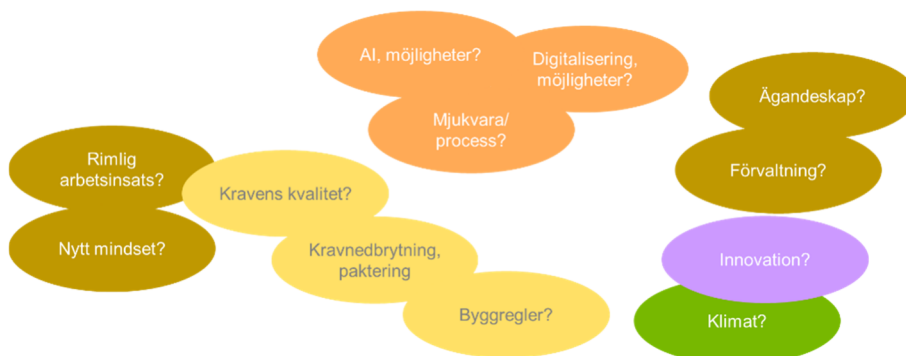 AI, möjligheter?
Digitalisering,
möjligheter?
Ägandeskap?
Mjukvara/
process?
Rimlig
arbetsinsats?
Förvaltning?
Kravens kvalitet?
Nytt mindset?
Kravnedbrytning,
paktering
Innovation?
Byggregler?
Klimat?